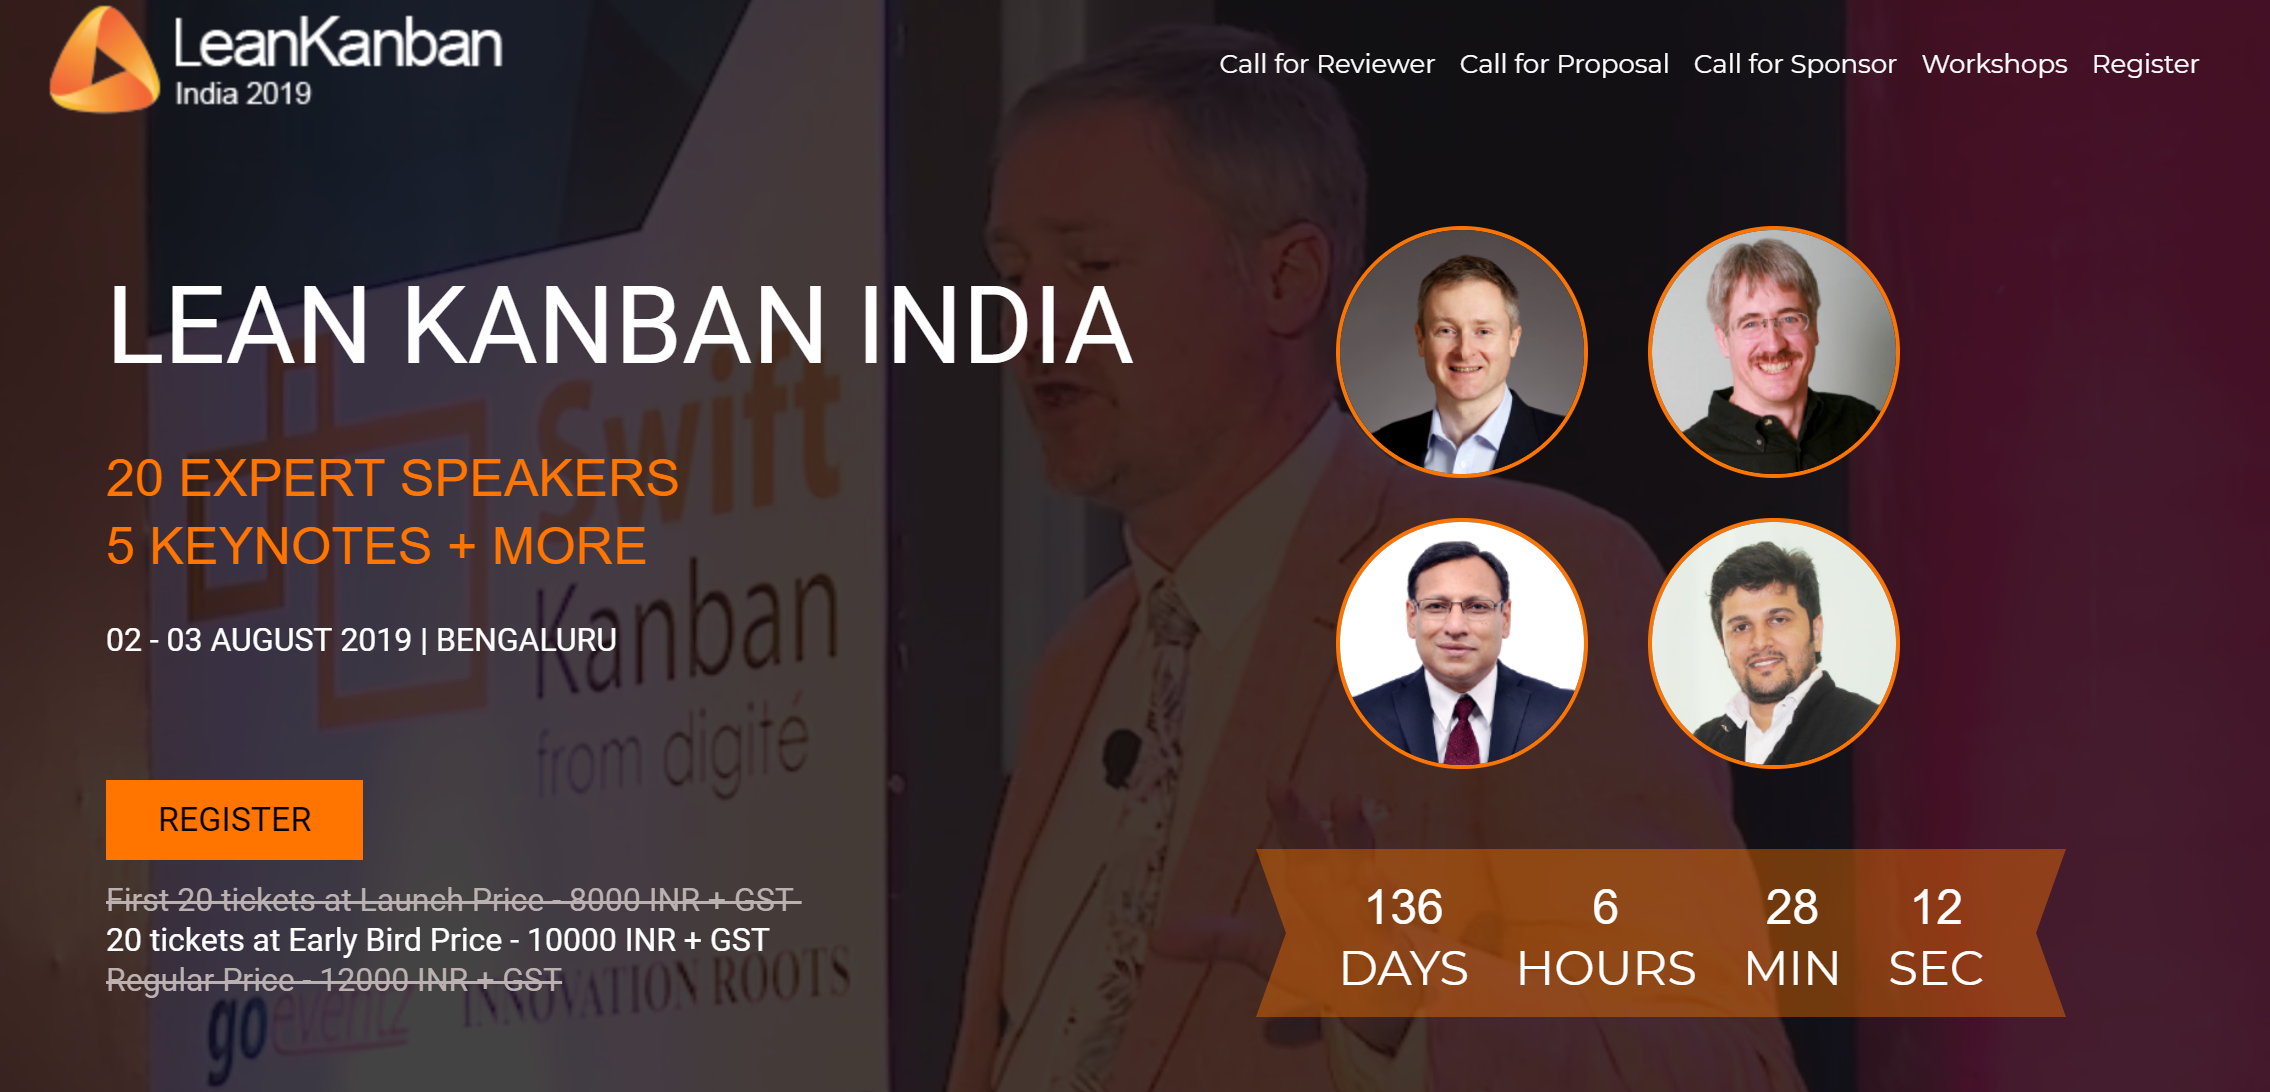 LeanKanban
India 2019
Call for Reviewer Call for Proposal Call for Sponsor Workshops Register
LEAN KANBAN INDIA
20 EXPERT SPEAKERS
5 KEYNOTES + MORE
02 - 03 AUGUST 2019 | BENGALURU
REGISTER
First 20 tickets at Launch Price - 8000 INR + GST
20 tickets at Early Bird Price - 10000 INR + GST
Regular Price - 12000 INR + GST
136 6 28 12
DAYS HOURS MIN SEC
Swift
Kanban
from digité
goeventz INNOVATION ROOTS